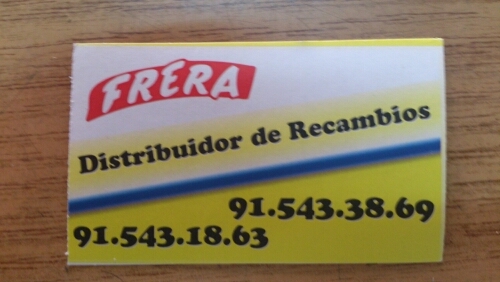 FRERA
Distribuidor de Recambios
91.543.38.69
91.543.18.63